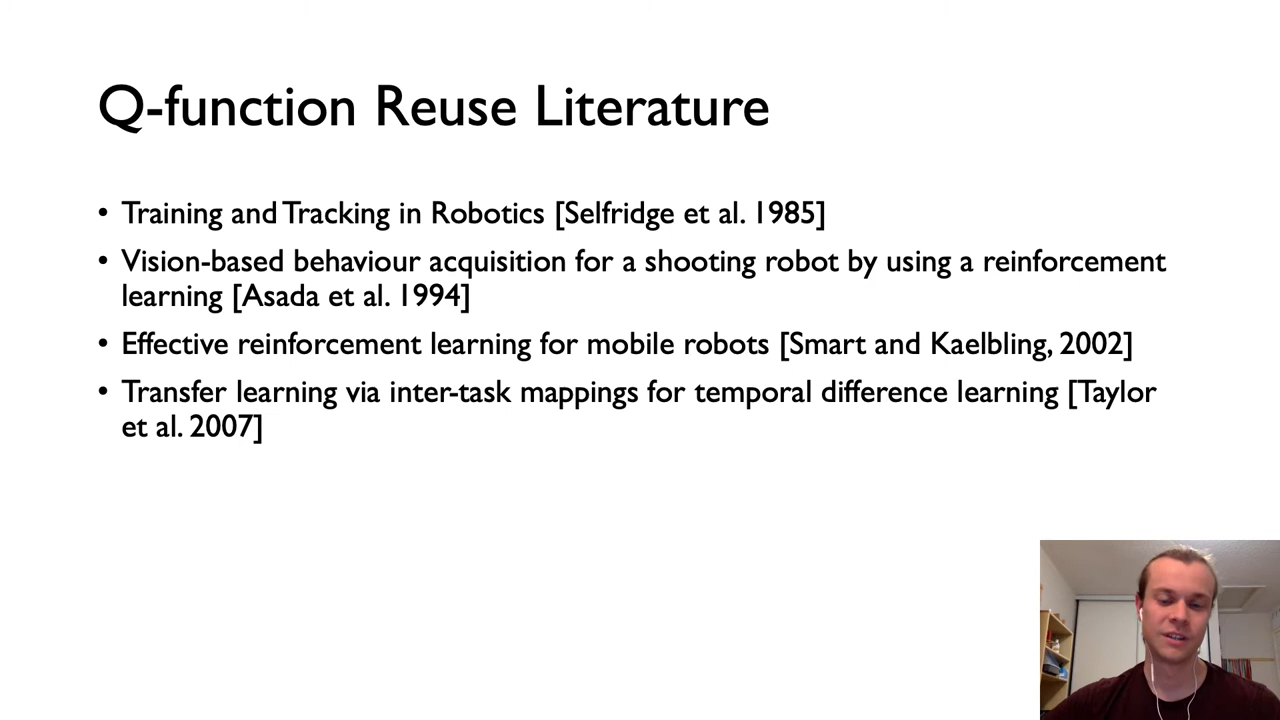 Q-function Reuse Literature
• Training and Tracking in Robotics [Selfridge et al. 1985]
• Vision-based behaviour acquisition for a shooting robot by using a reinforcement
learning [Asada et al. 1994]
• Effective reinforcement learning for mobile robots [Smart and Kaelbling, 2002]
• Transfer learning via inter-task mappings for temporal difference learning [Taylor
et al. 2007]